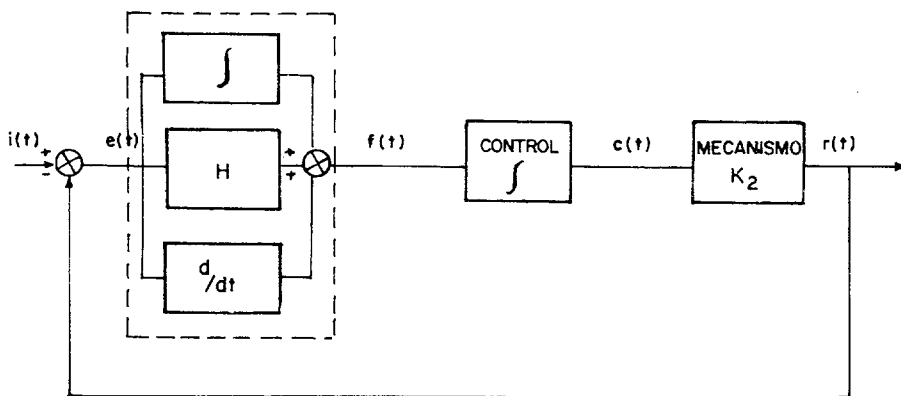 ∫
i(t)
+
-
e(t)
H
+
+
f(t)
CONTROL
∫
c(t)
MECANISMO
K2
r(t)
d/dt